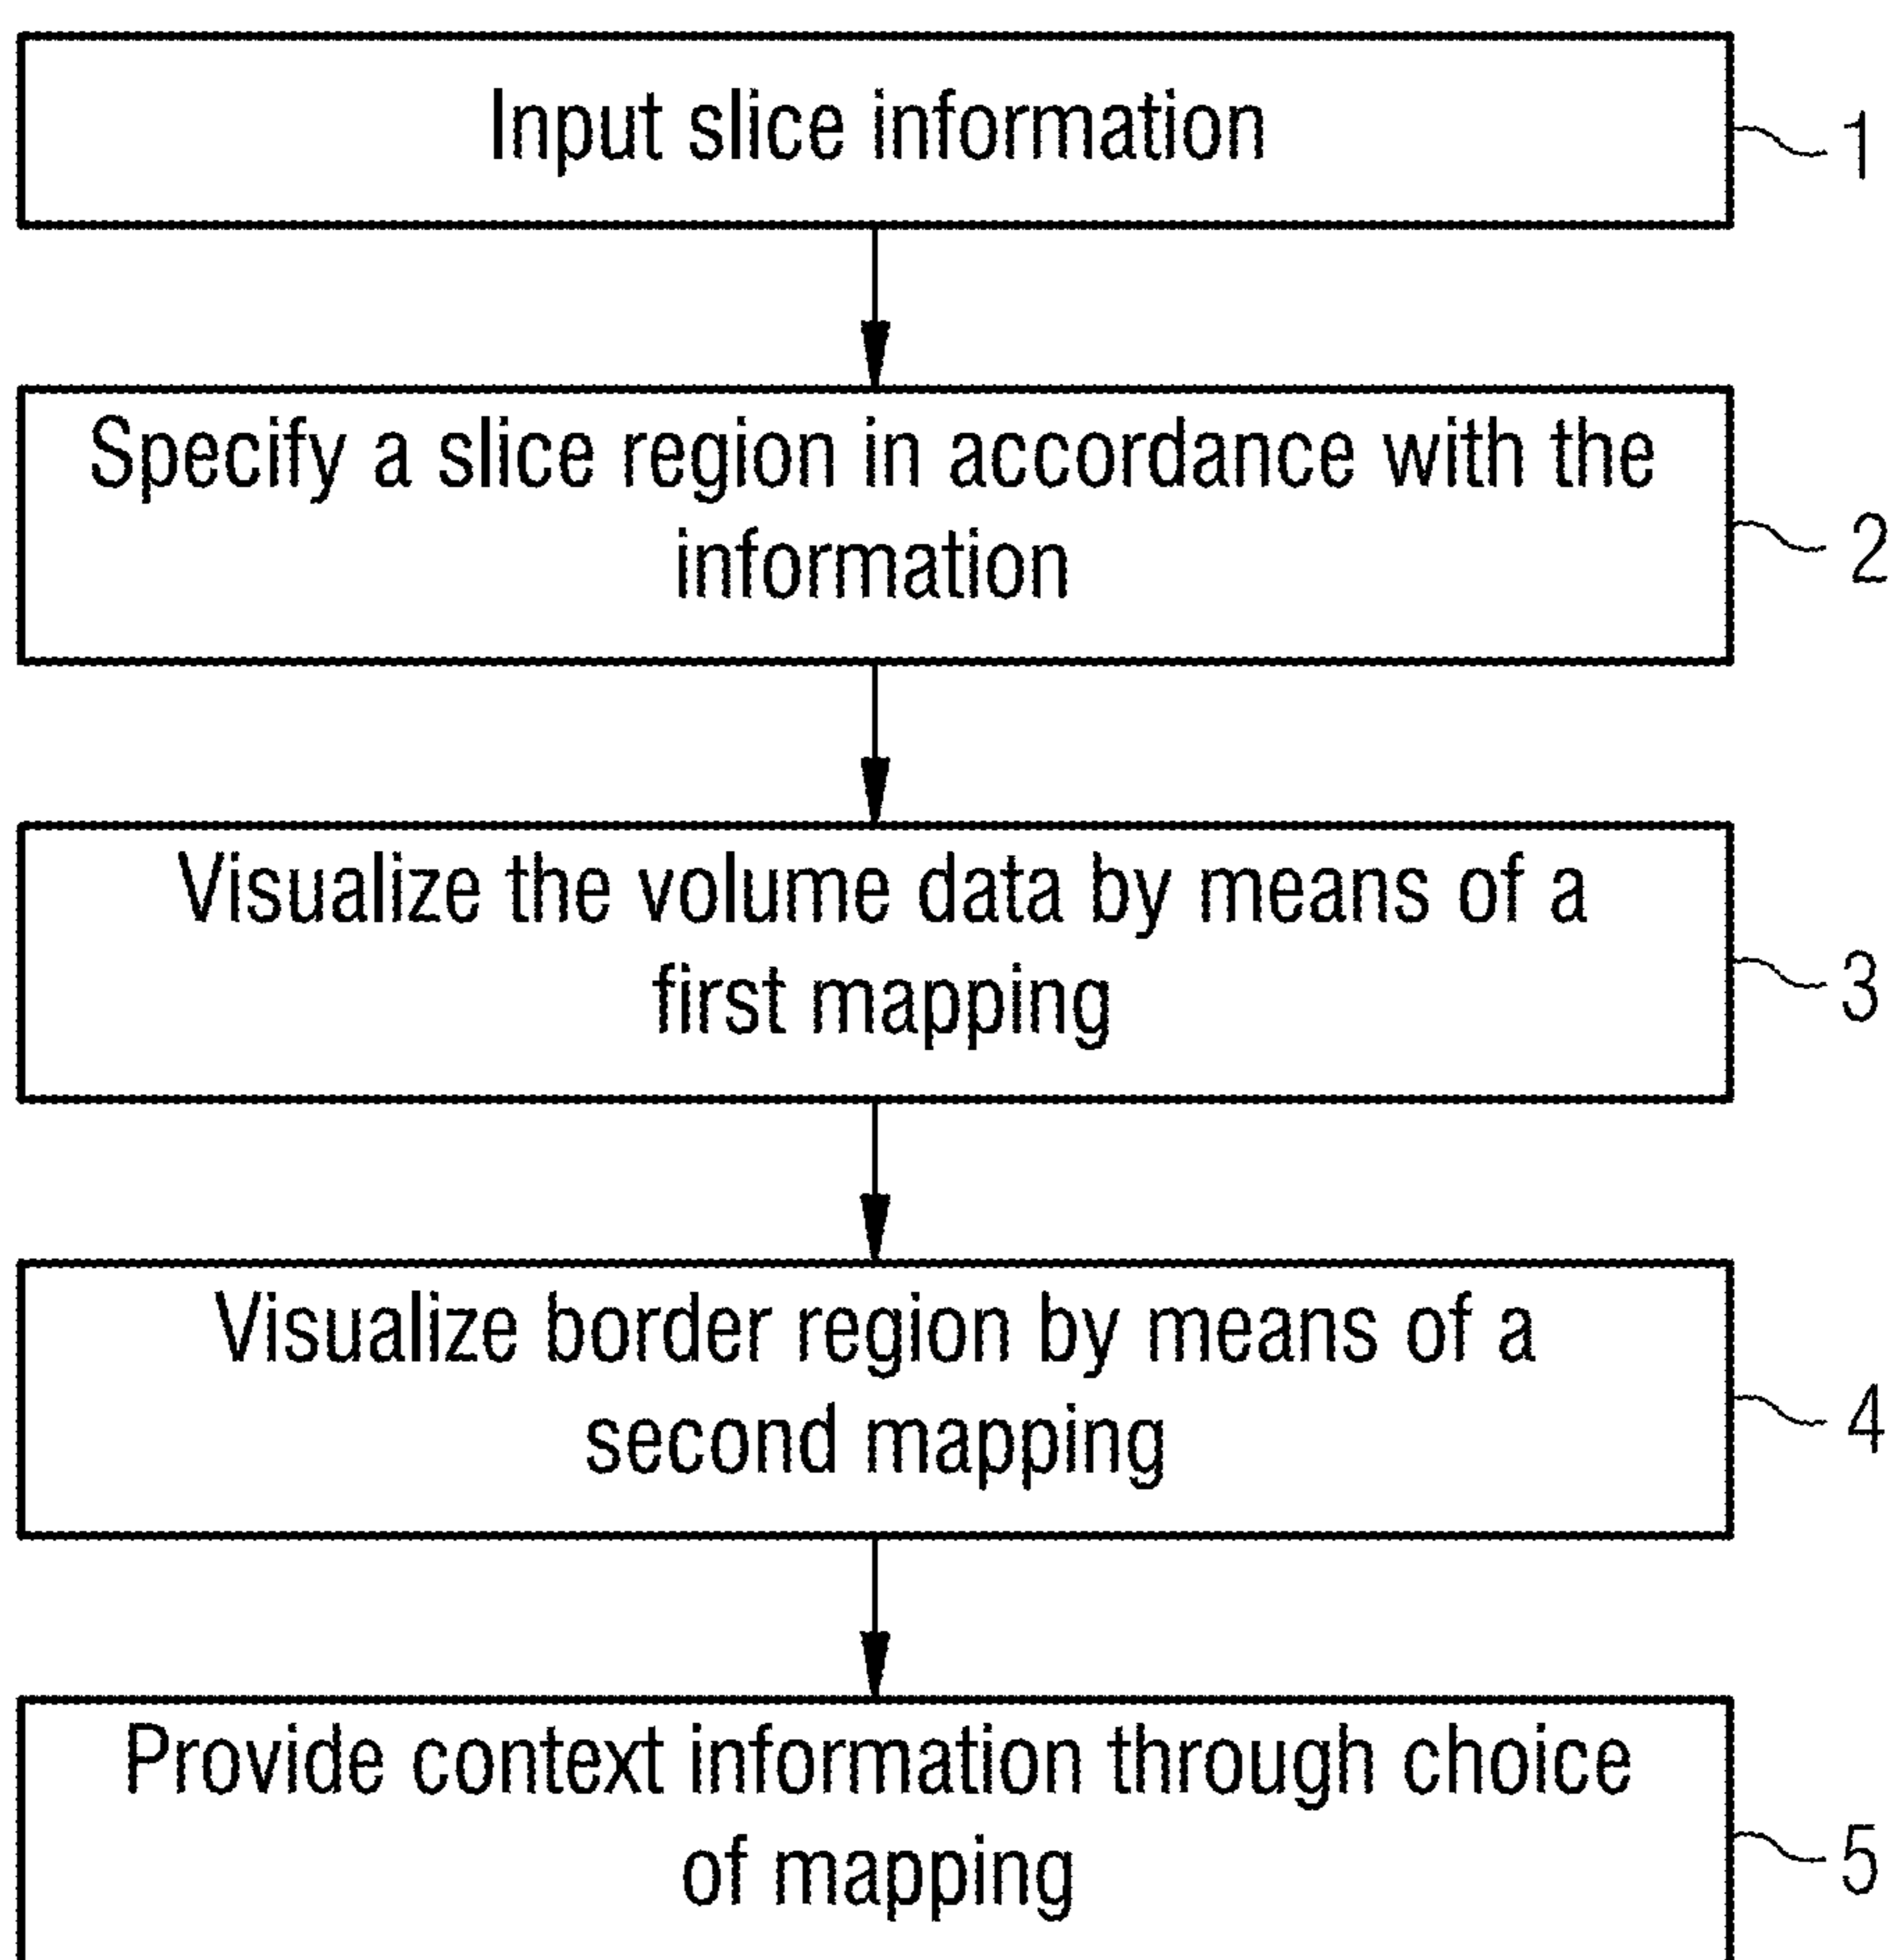 Input slice information
1
Specify a slice region in accordance with the
information
2
Visualize the volume data by means of a
first mapping
3
Visualize border region by means of a
second mapping
4
Provide context information through choice
of mapping
5